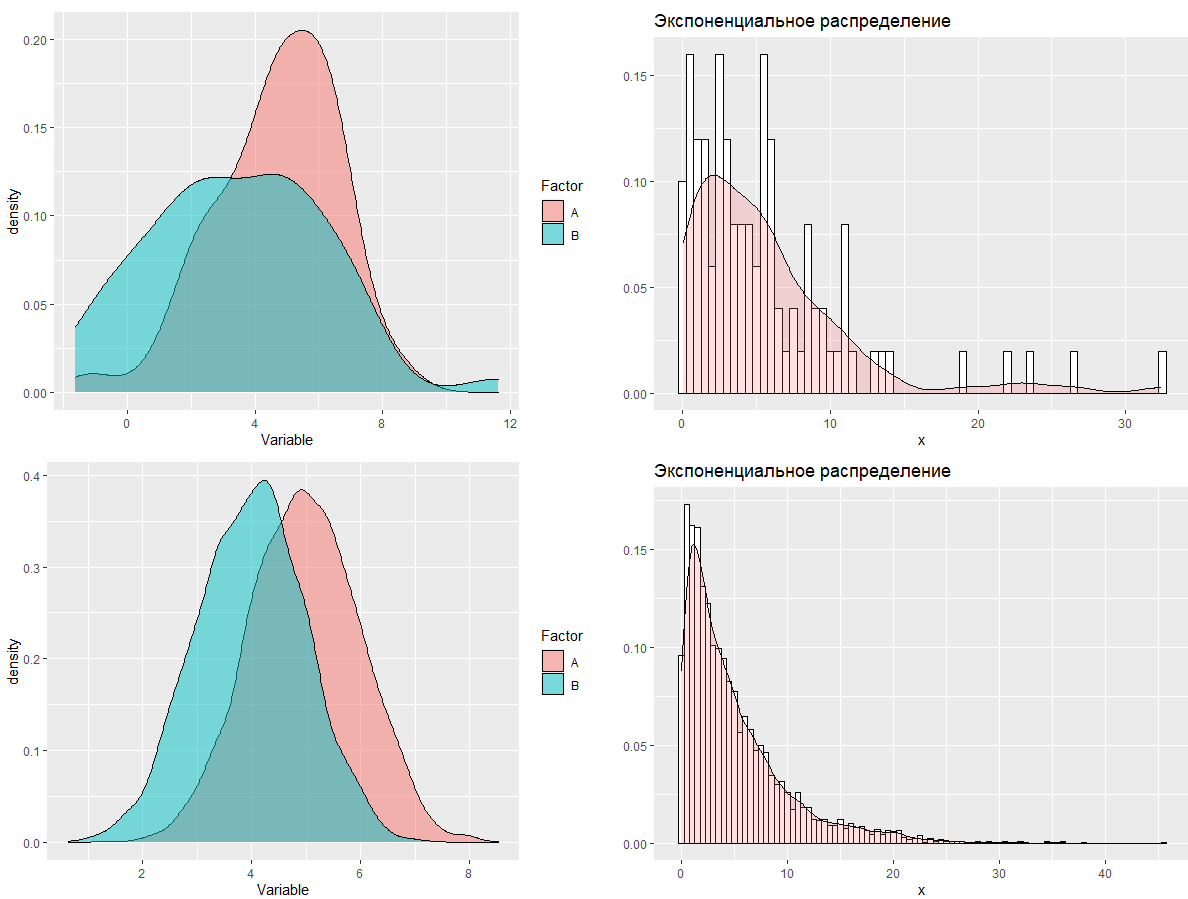 0.20
0.15
0.10
0.05
0.00
density
0
4
8
12
Variable
Factor
A
B
Экспоненциальное распределение
0.15
0.10
0.05
0.00
0
10
20
30
x
0.4
0.3
0.2
0.1
0.0
density
2
4
6
8
Variable
Factor
A
B
Экспоненциальное распределение
0.15
0.10
0.05
0.00
0
10
20
30
40
x